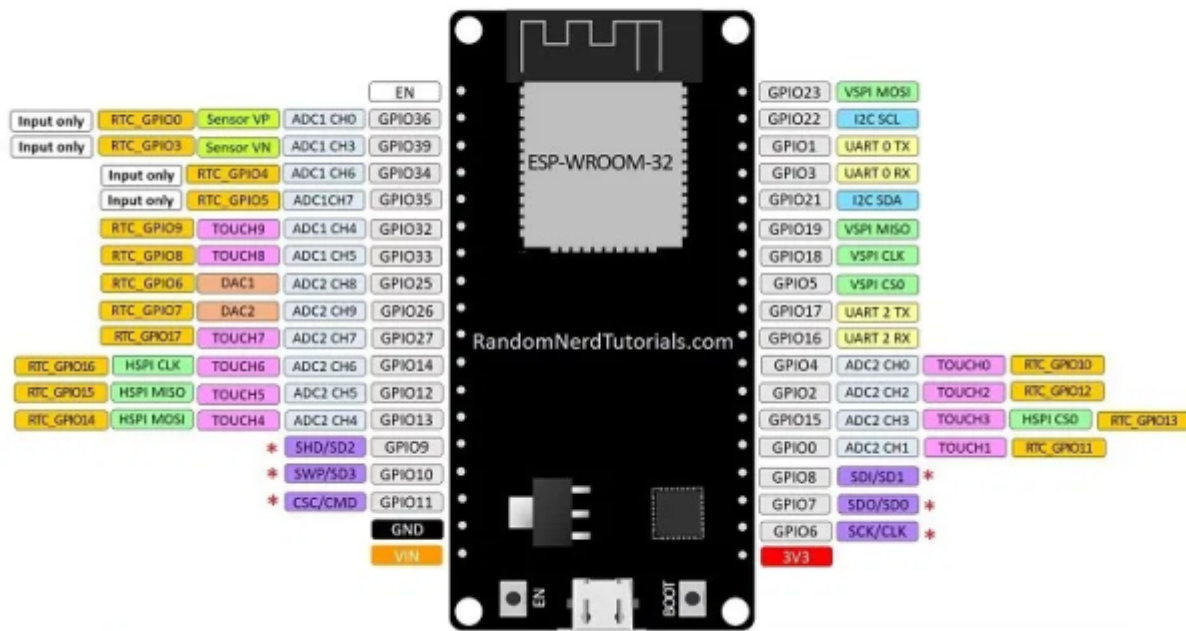 EN GPIO23 VSPI MOSI
Input only RTC_GPIO0 Sensor VP ADC1 CH0 GPIO36 GPIO22 I2C SCL
Input only RTC_GPIO3 Sensor VN ADC1 CH3 GPIO39 GPIO1 UART 0 TX
ESP-WROOM-32
Input only RTC_GPIO4 ADC1 CH6 GPIO34 GPIO3 UART 0 RX
Input only RTC_GPIO5 ADC1CH7 GPIO35 GPIO21 I2C SDA
RTC_GPIO9 TOUCH9 ADC1 CH4 GPIO32 GPIO19 VSPI MISO
RTC_GPIO8 TOUCH8 ADC1 CH5 GPIO33 GPIO18 VSPI CLK
RTC_GPIO6 DAC1 ADC2 CH8 GPIO25 GPIO5 VSPI CS0
RTC_GPIO7 DAC2 ADC2 CH9 GPIO26 GPIO17 UART 2 TX
RTC_GPIO17 TOUCH7 ADC2 CH7 GPIO27 RandomNerdTutorials.com GPIO16 UART 2 RX
RTC_GPIO16 HSPI CLK TOUCH6 ADC2 CH6 GPIO14 GPIO4 ADC2 CH0 TOUCH0 RTC_GPIO10
RTC_GPIO15 HSPI MISO TOUCH5 ADC2 CH5 GPIO12 GPIO2 ADC2 CH2 TOUCH2 RTC_GPIO12
RTC_GPIO14 HSPI MOSI TOUCH4 ADC2 CH4 GPIO13 GPIO15 ADC2 CH3 TOUCH3 HSPI CS0 RTC_GPIO13
* SHD/SD2 GPIO9 GPIO0 ADC2 CH1 TOUCH1 RTC_GPIO11
* SWP/SD3 GPIO10 GPIO8 SDI/SD1 *
* CSC/CMD GPIO11 GPIO7 SDO/SD0 *
GND GPIO6 SCK/CLK *
VIN 3V3
EN BOOT